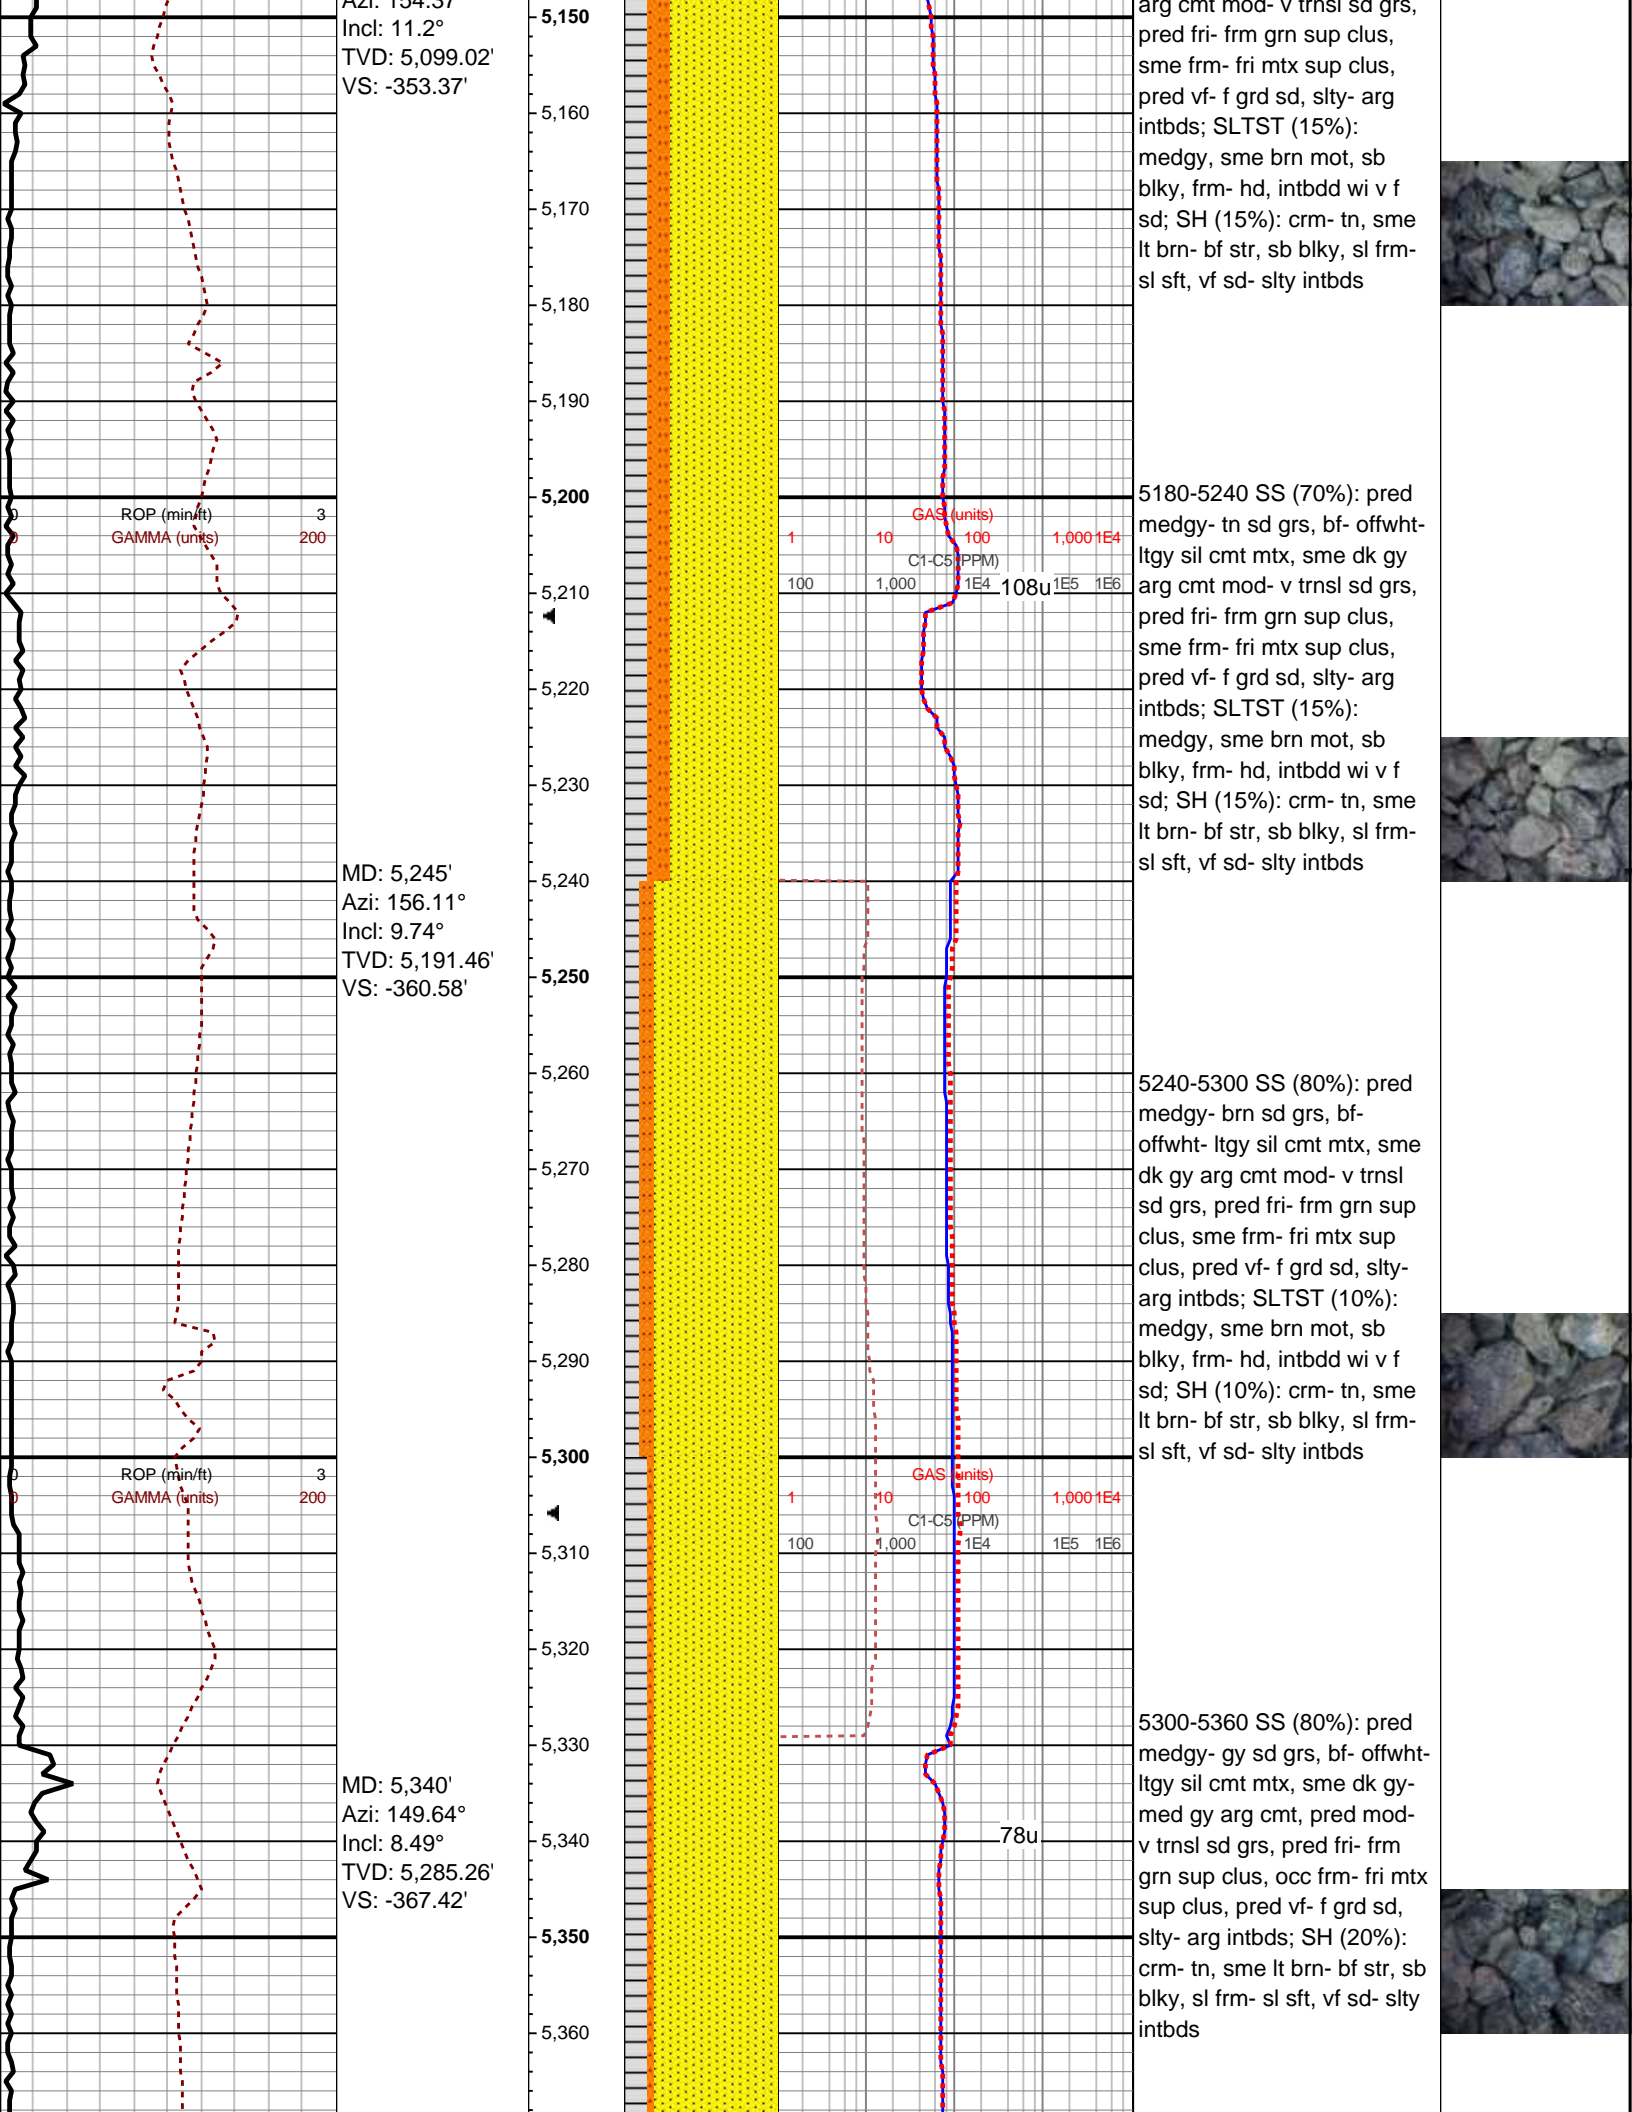 Azi: 154.37°
Incl: 11.2°
TVD: 5,099.02'
VS: -353.37'
ROP (min/ft)
0 3
GAMMA (units)
0 200
MD: 5,245'
Azi: 156.11°
Incl: 9.74°
TVD: 5,191.46'
VS: -360.58'
ROP (min/ft)
0 3
GAMMA (units)
0 200
MD: 5,340'
Azi: 149.64°
Incl: 8.49°
TVD: 5,285.26'
VS: -367.42'
5,150
5,160
5,170
5,180
5,190
5,200
5,210
5,220
5,230
5,240
5,250
5,260
5,270
5,280
5,290
5,300
5,310
5,320
5,330
5,340
5,350
5,360
GAS (units)
1 10 100 1,000 1E4
C1-C5 (PPM)
100 1,000 1E4 1E5 1E6
108u
GAS (units)
1 10 100 1,000 1E4
C1-C5 (PPM)
100 1,000 1E4 1E5 1E6
78u
arg cmt mod- v trnsl sd grs,
pred fri- frm grn sup clus,
sme frm- fri mtx sup clus,
pred vf- f grd sd, slty- arg
intbds; SLTST (15%):
medgy, sme brn mot, sb
blky, frm- hd, intbdd wi v f
sd; SH (15%): crm- tn, sme
lt brn- bf str, sb blky, sl frm-
sl sft, vf sd- slty intbds
5180-5240 SS (70%): pred
medgy- tn sd grs, bf- offwht-
ltgy sil cmt mtx, sme dk gy
arg cmt mod- v trnsl sd grs,
pred fri- frm grn sup clus,
sme frm- fri mtx sup clus,
pred vf- f grd sd, slty- arg
intbds; SLTST (15%):
medgy, sme brn mot, sb
blky, frm- hd, intbdd wi v f
sd; SH (15%): crm- tn, sme
lt brn- bf str, sb blky, sl frm-
sl sft, vf sd- slty intbds
5240-5300 SS (80%): pred
medgy- brn sd grs, bf-
offwht- ltgy sil cmt mtx, sme
dk gy arg cmt mod- v trnsl
sd grs, pred fri- frm grn sup
clus, sme frm- fri mtx sup
clus, pred vf- f grd sd, slty-
arg intbds; SLTST (10%):
medgy, sme brn mot, sb
blky, frm- hd, intbdd wi v f
sd; SH (10%): crm- tn, sme
lt brn- bf str, sb blky, sl frm-
sl sft, vf sd- slty intbds
5300-5360 SS (80%): pred
medgy- gy sd grs, bf- offwht-
ltgy sil cmt mtx, sme dk gy-
med gy arg cmt, pred mod-
v trnsl sd grs, pred fri- frm
grn sup clus, occ frm- fri mtx
sup clus, pred vf- f grd sd,
slty- arg intbds; SH (20%):
crm- tn, sme lt brn- bf str, sb
blky, sl frm- sl sft, vf sd- slty
intbds